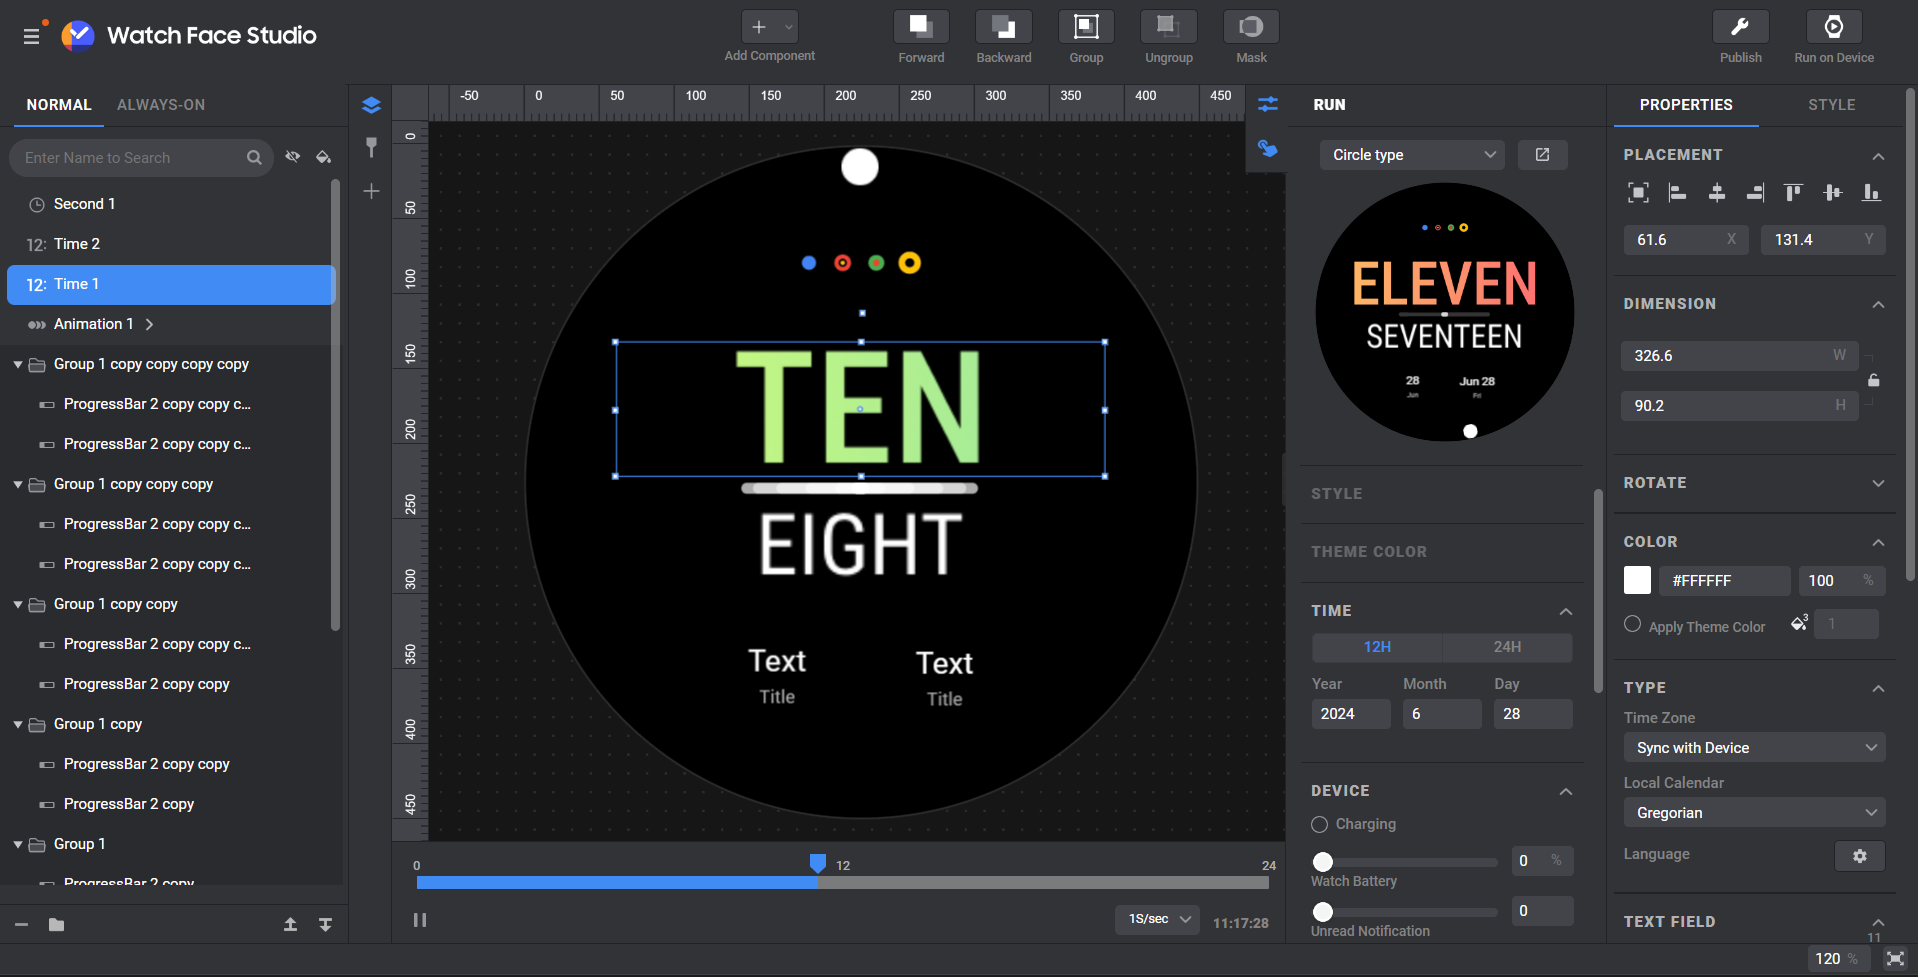 Watch Face Studio
Add Component
Forward
Backward
Group
Ungroup
Mask
Publish
Run on Device
NORMAL
ALWAYS-ON
Enter Name to Search
Second 1
12: Time 2
12: Time 1
Animation 1
Group 1 copy copy copy copy
ProgressBar 2 copy copy c...
ProgressBar 2 copy copy c...
Group 1 copy copy copy
ProgressBar 2 copy copy c...
ProgressBar 2 copy copy c...
Group 1 copy copy
ProgressBar 2 copy copy c...
ProgressBar 2 copy copy
Group 1 copy
ProgressBar 2 copy copy
ProgressBar 2 copy
Group 1
ProgressBar 2 copy
-50 0 50 100 150 200 250 300 350 400 450
0
50
100
150
200
250
300
350
400
450
TEN
EIGHT
Text
Title
Text
Title
0 12 24
1S/sec
11:17:28
RUN
Circle type
ELEVEN
SEVENTEEN
28
Jun
Jun 28
Fri
STYLE
THEME COLOR
TIME
12H 24H
Year Month Day
2024 6 28
DEVICE
Charging
0 %
Watch Battery
0
Unread Notification
PROPERTIES
STYLE
PLACEMENT
61.6 X 131.4 Y
DIMENSION
326.6 W
90.2 H
ROTATE
COLOR
#FFFFFF 100 %
Apply Theme Color 3 1
TYPE
Time Zone
Sync with Device
Local Calendar
Gregorian
Language
TEXT FIELD
11
120 %